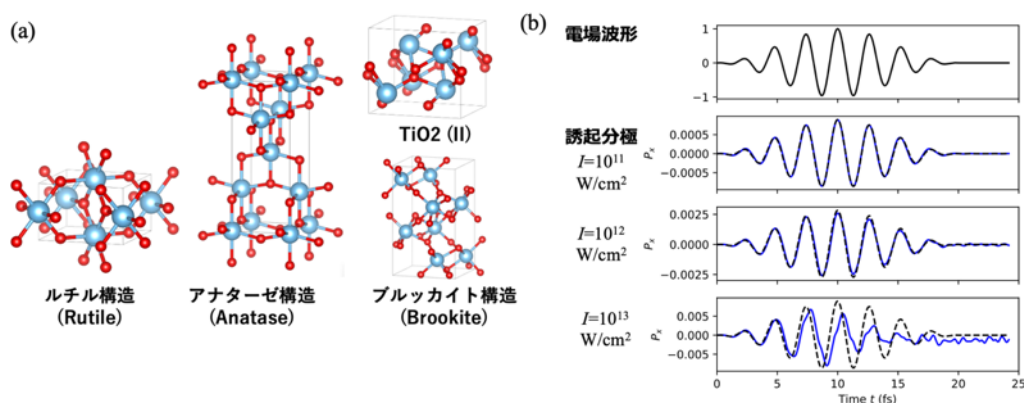 (a)
TiO2 (II)
ルチル構造
(Rutile)
アナターゼ構造
(Anatase)
ブルッカイト構造
(Brookite)
(b)
電場波形
1
0
−1
誘起分極
I=10¹¹
W/cm²
Pₓ
0.0005
0.0000
−0.0005
I=10¹²
W/cm²
Pₓ
0.0025
0.0000
−0.0025
I=10¹³
W/cm²
Pₓ
0.005
0.000
−0.005
0 5 10 15 20 25
Time t (fs)